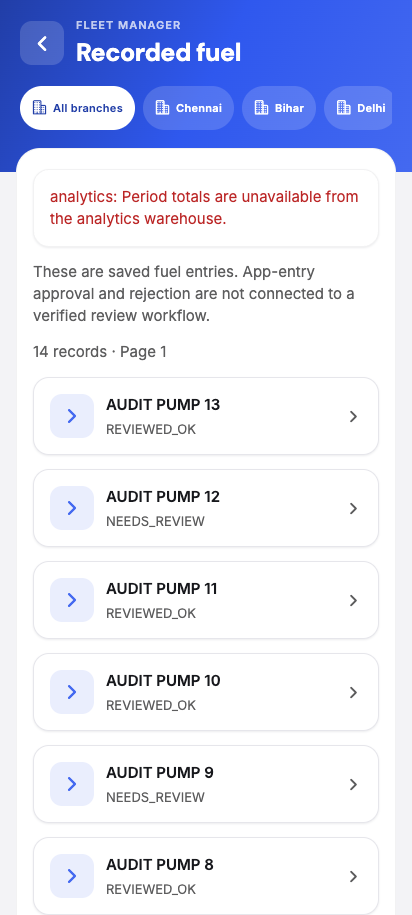 FLEET MANAGER
Recorded fuel
All branches
Chennai
Bihar
Delhi
analytics: Period totals are unavailable from
the analytics warehouse.
These are saved fuel entries. App-entry
approval and rejection are not connected to a
verified review workflow.
14 records · Page 1
AUDIT PUMP 13
REVIEWED_OK
AUDIT PUMP 12
NEEDS_REVIEW
AUDIT PUMP 11
REVIEWED_OK
AUDIT PUMP 10
REVIEWED_OK
AUDIT PUMP 9
NEEDS_REVIEW
AUDIT PUMP 8
REVIEWED_OK